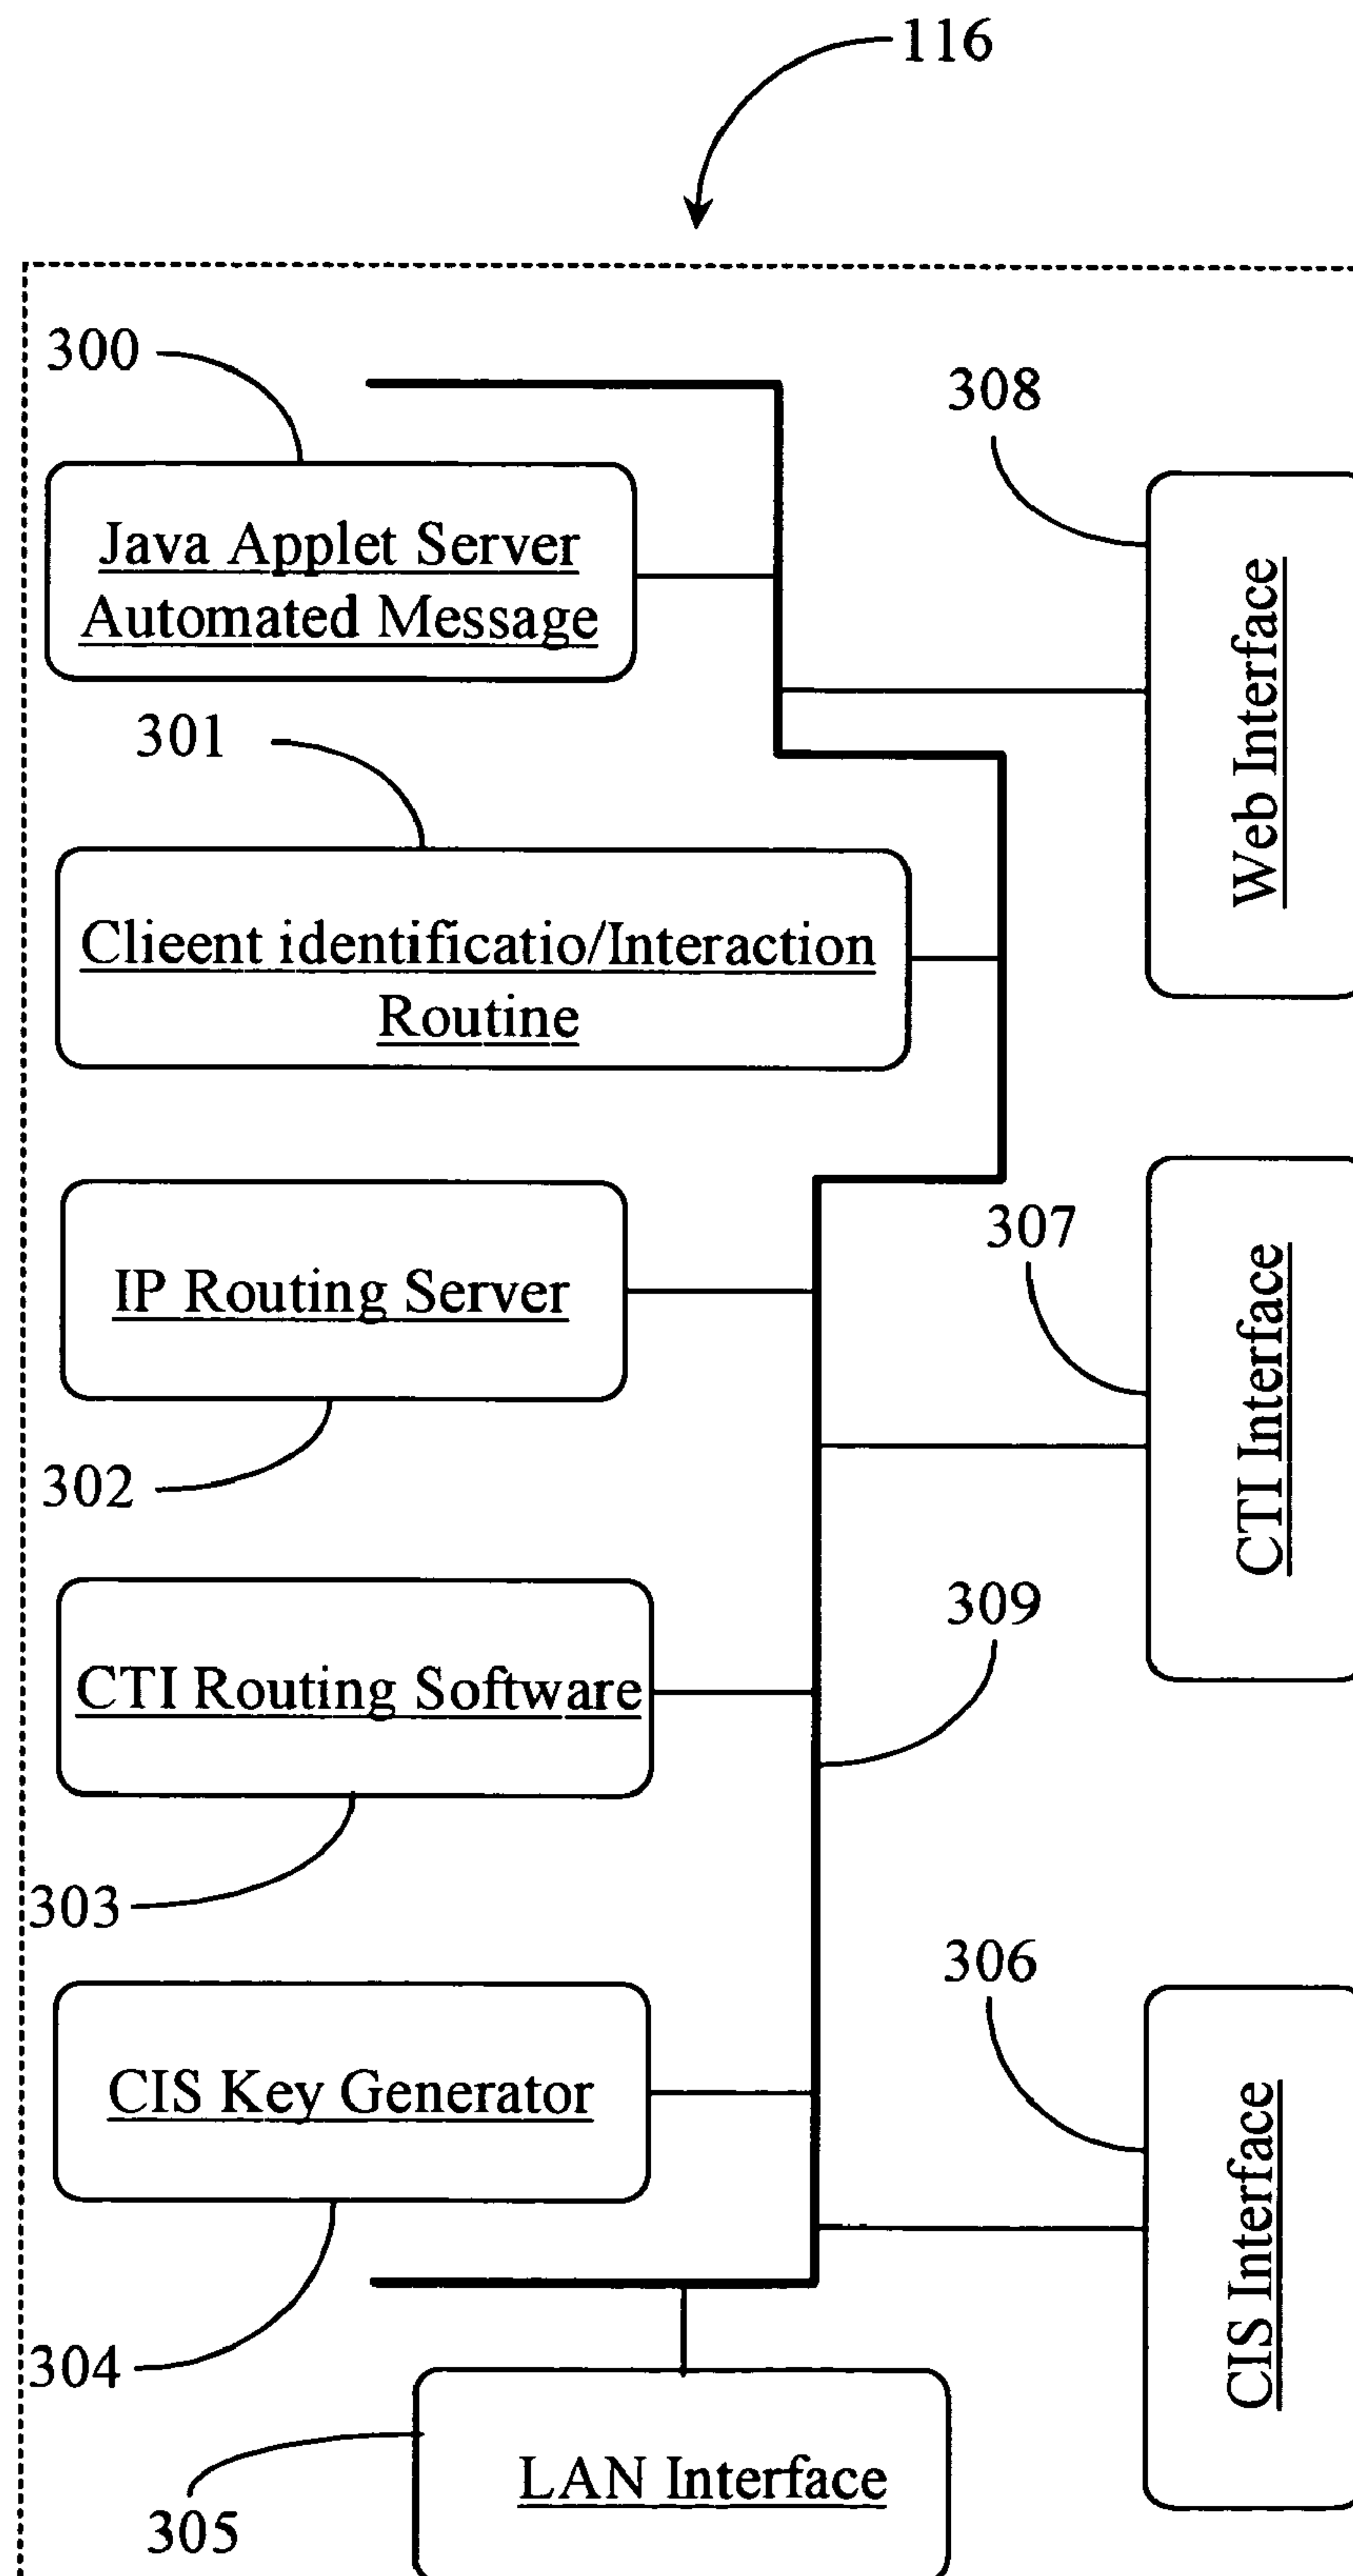 116
300
308
Java Applet Server
Automated Message
Web Interface
301
Clieent identificatio/Interaction
Routine
307
IP Routing Server
CTI Interface
302
309
CTI Routing Software
303
306
CIS Key Generator
CIS Interface
304
LAN Interface
305